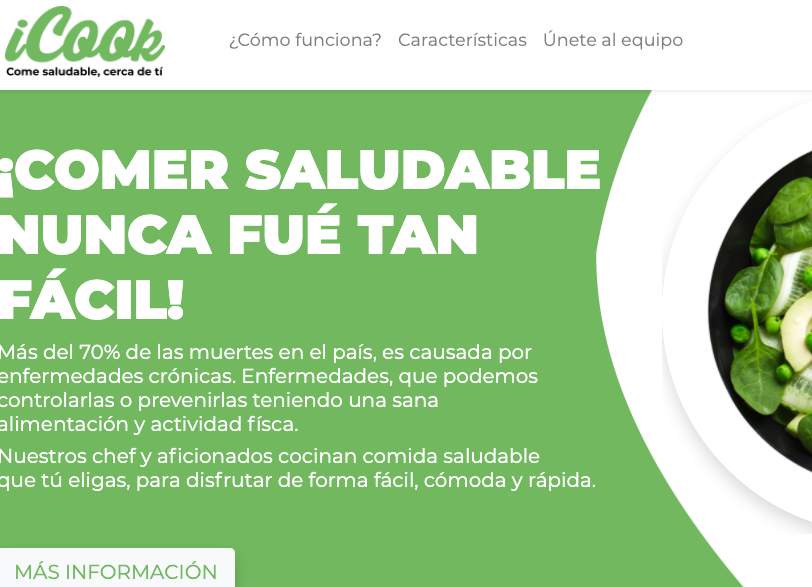 iCook
Come saludable, cerca de tí
¿Cómo funciona? Características Únete al equipo
¡COMER SALUDABLE
NUNCA FUÉ TAN
FÁCIL!
Más del 70% de las muertes en el país, es causada por
enfermedades crónicas. Enfermedades, que podemos
controlarlas o prevenirlas teniendo una sana
alimentación y actividad físca.
Nuestros chef y aficionados cocinan comida saludable
que tú eligas, para disfrutar de forma fácil, cómoda y rápida.
MÁS INFORMACIÓN